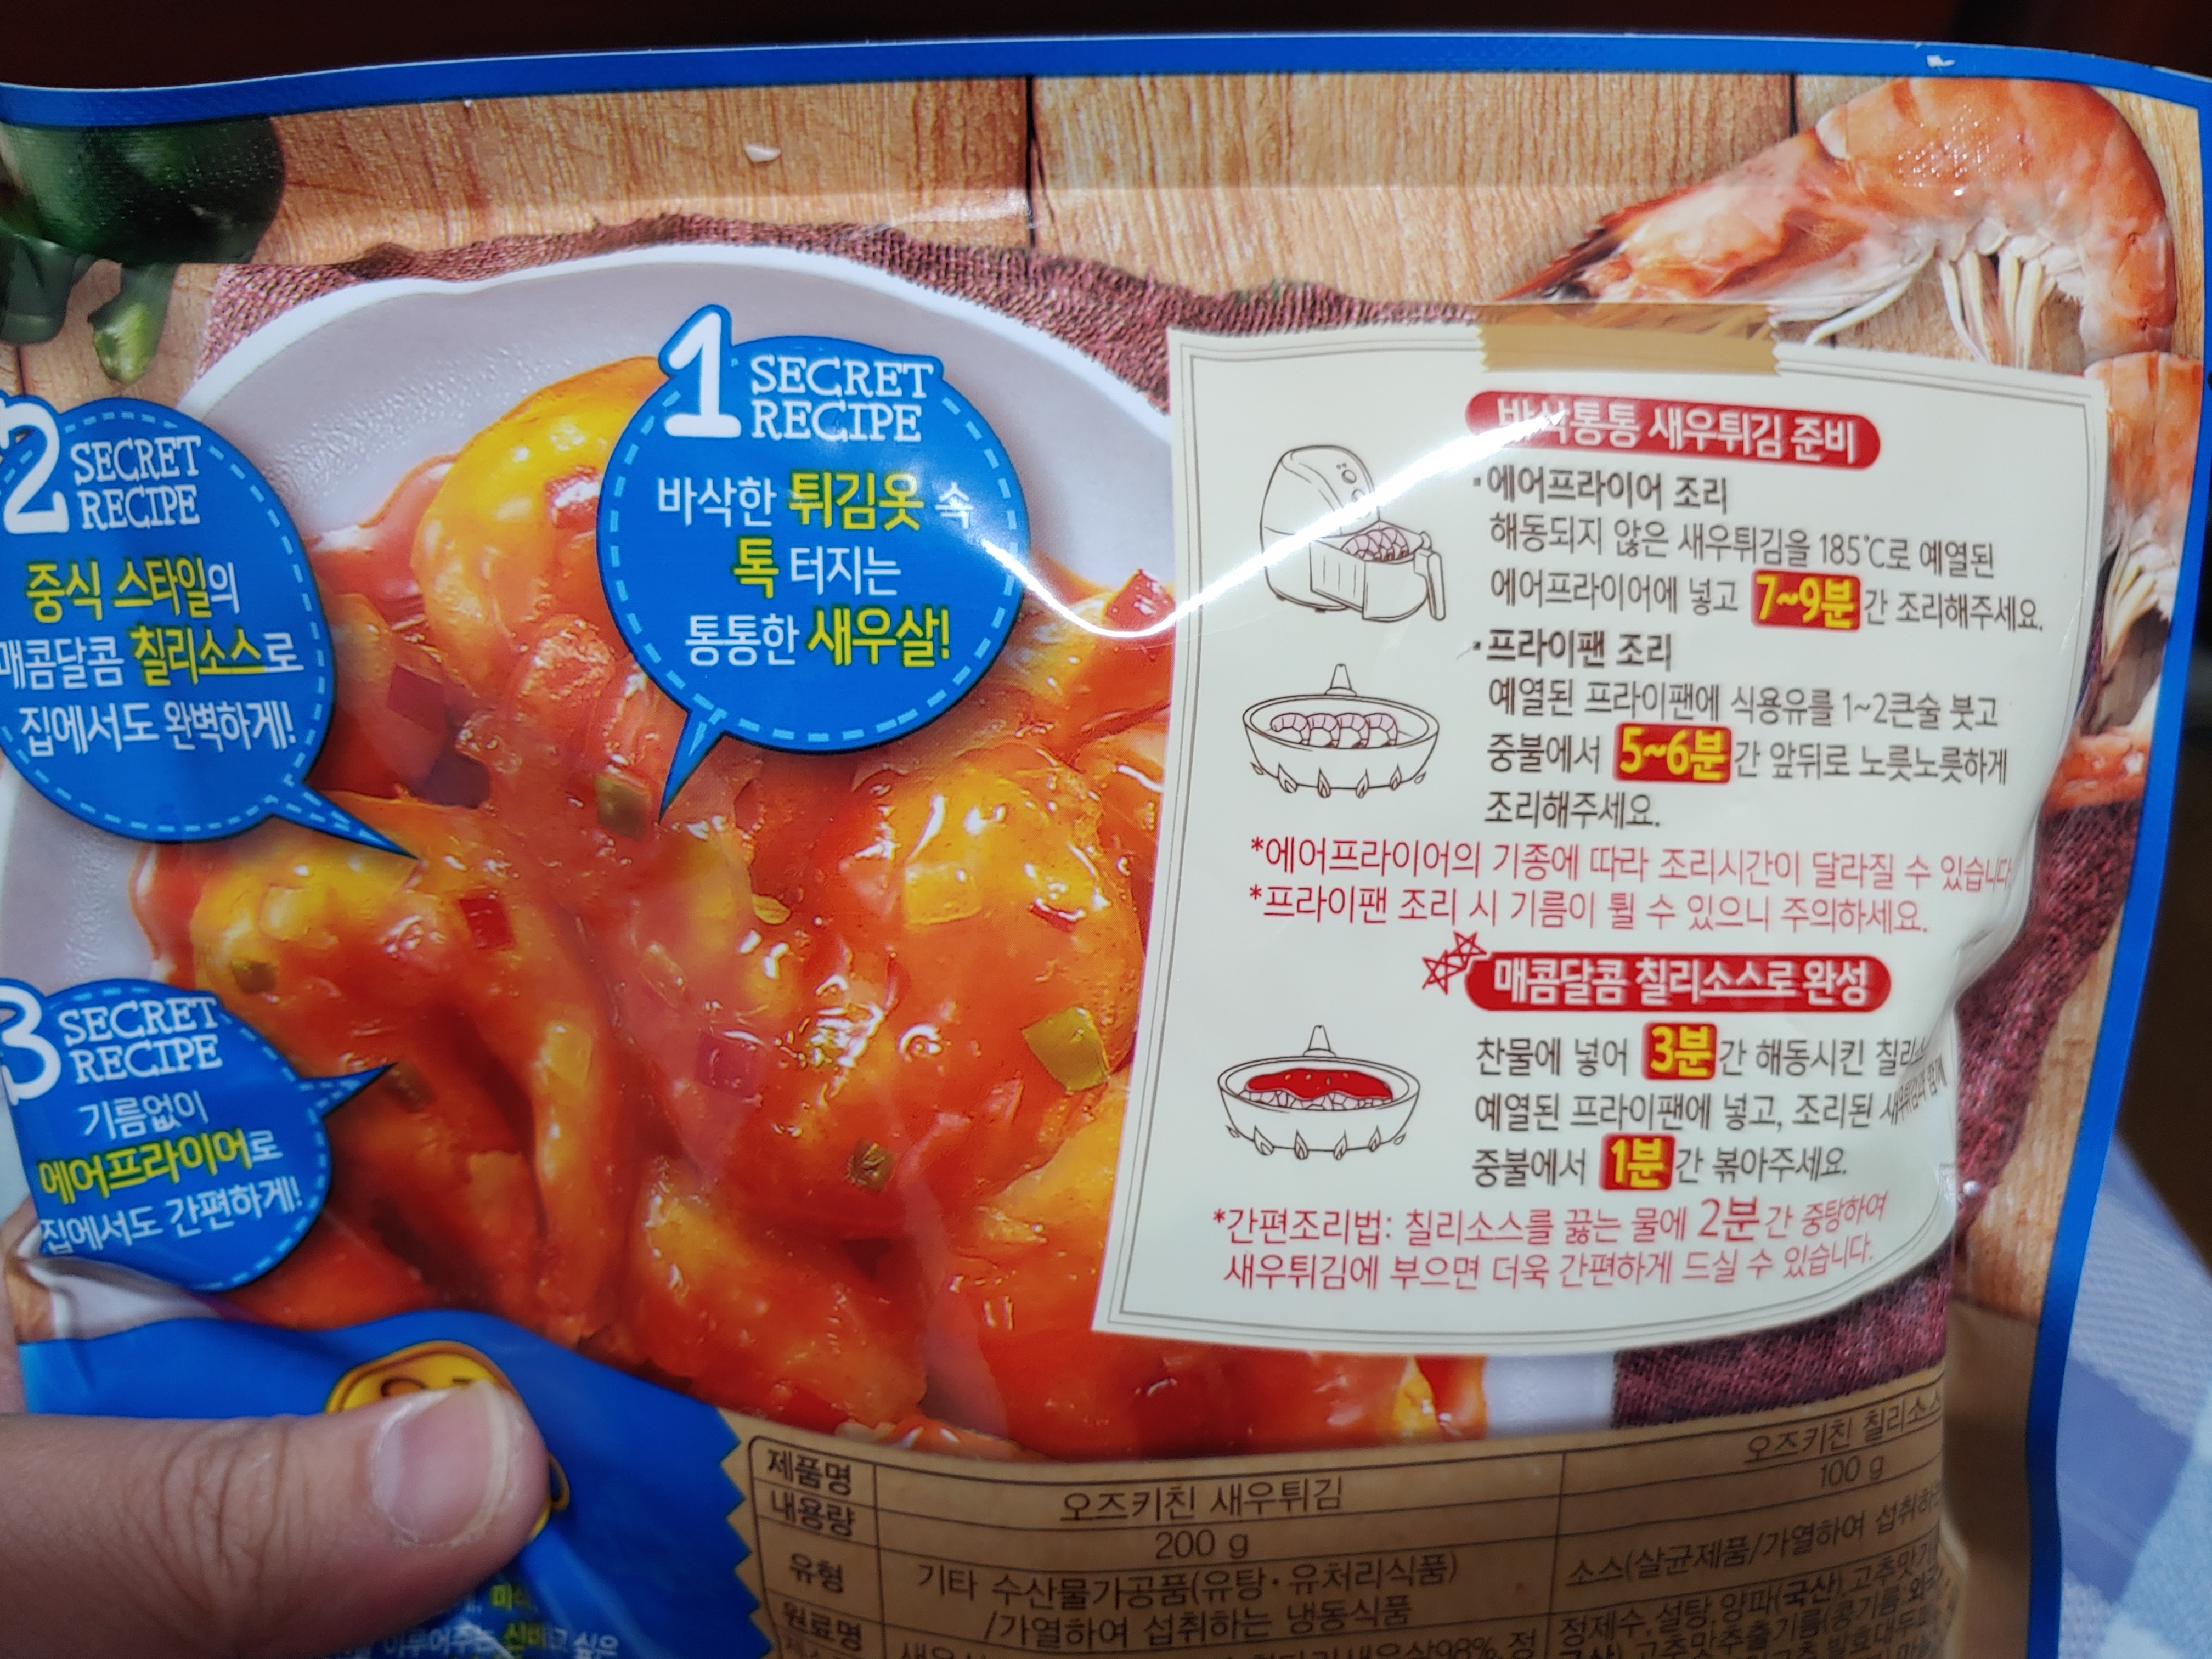 1 SECRET
RECIPE
바삭한 튀김옷 속
톡 터지는
통통한 새우살!
2 SECRET
RECIPE
중식 스타일의
매콤달콤 칠리소스로
집에서도 완벽하게!
3 SECRET
RECIPE
기름없이
에어프라이어로
집에서도 간편하게!
바삭통통 새우튀김 준비
·에어프라이어 조리
해동되지 않은 새우튀김을 185℃로 예열된
에어프라이어에 넣고 7~9분간 조리해주세요.
·프라이팬 조리
예열된 프라이팬에 식용유를 1~2큰술 붓고
중불에서 5~6분간 앞뒤로 노릇노릇하게
조리해주세요.
*에어프라이어의 기종에 따라 조리시간이 달라질 수 있습니다
*프라이팬 조리 시 기름이 튈 수 있으니 주의하세요.
매콤달콤 칠리소스로 완성
찬물에 넣어 3분간 해동시킨
예열된 프라이팬에 넣고, 조리된 새우튀김과 함께
중불에서 1분간 볶아주세요.
*간편조리법: 칠리소스를 끓는 물에 2분간 중탕하여
새우튀김에 부으면 더욱 간편하게 드실 수 있습니다.
제품명 오즈키친 새우튀김 오즈키친 칠리소스
내용량 200 g 100 g
유형 기타 수산물가공품(유탕·유처리식품)
/가열하여 섭취하는 냉동식품
소스(살균제품/가열하여
원료명
정제수, 설탕, 양파(국산),